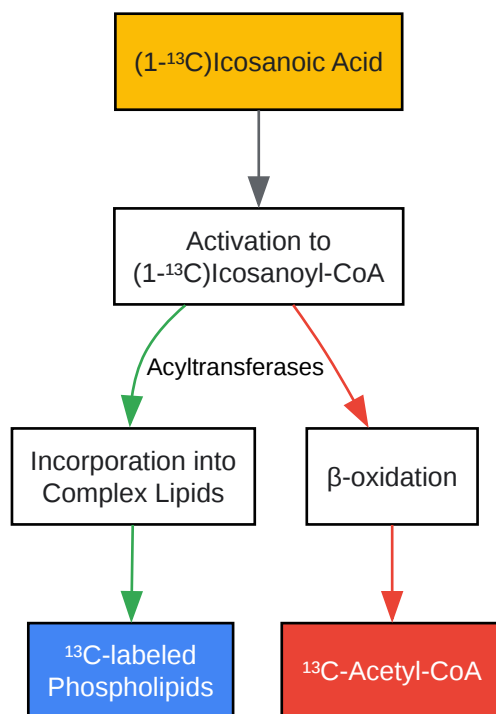 (1-¹³C)Icosanoic Acid
Activation to
(1-¹³C)Icosanoyl-CoA
Acyltransferases
Incorporation into
Complex Lipids
β-oxidation
¹³C-labeled
Phospholipids
¹³C-Acetyl-CoA